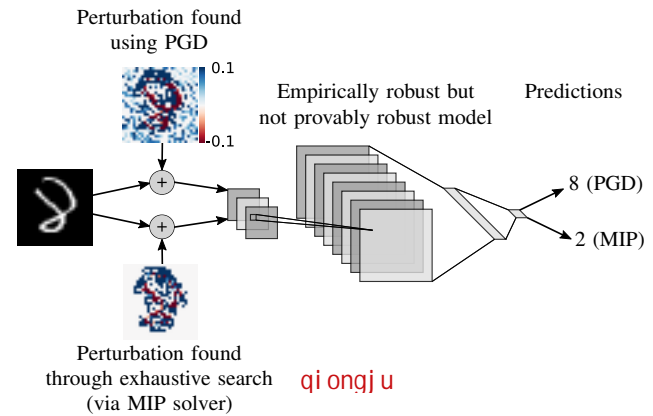 Perturbation found
using PGD
0.1
-0.1
Empirically robust but
not provably robust model
Predictions
+
8 (PGD)
+
2 (MIP)
Perturbation found
through exhaustive search
(via MIP solver)
qiongju